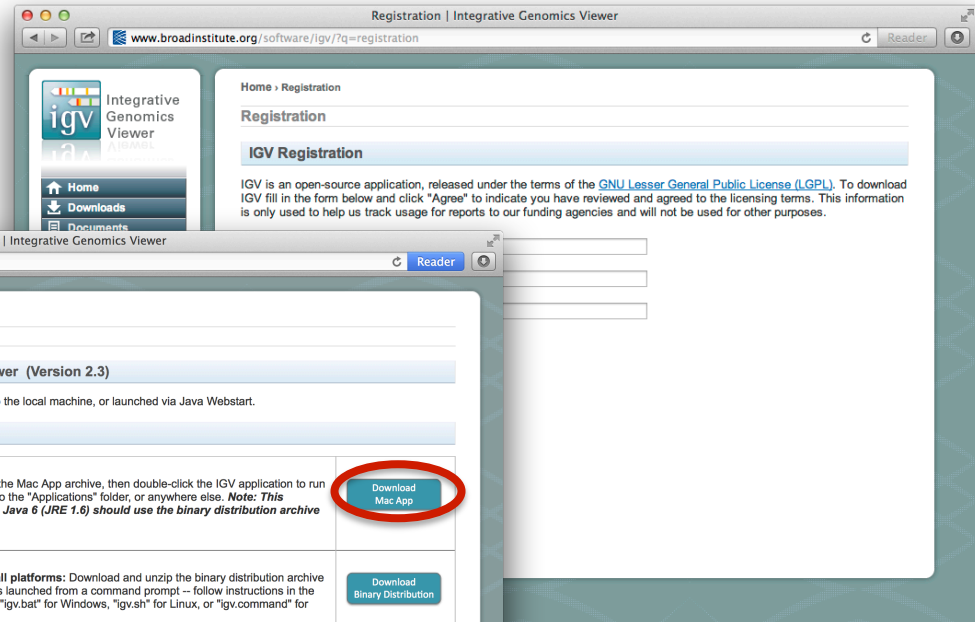 Registration | Integrative Genomics Viewer
www.broadinstitute.org/software/igv/?q=registration
Reader
igv
Integrative
Genomics
Viewer
Home
Downloads
Documents
Home › Registration
Registration
IGV Registration
IGV is an open-source application, released under the terms of the GNU Lesser General Public License (LGPL). To download
IGV fill in the form below and click "Agree" to indicate you have reviewed and agreed to the licensing terms. This information
is only used to help us track usage for reports to our funding agencies and will not be used for other purposes.
| Integrative Genomics Viewer
Reader
(Version 2.3)
the local machine, or launched via Java Webstart.
the Mac App archive, then double-click the IGV application to run
the "Applications" folder, or anywhere else. Note: This
Java 6 (JRE 1.6) should use the binary distribution archive
Download
Mac App
platforms: Download and unzip the binary distribution archive
launched from a command prompt -- follow instructions in the
"igv.bat" for Windows, "igv.sh" for Linux, or "igv.command" for
Download
Binary Distribution